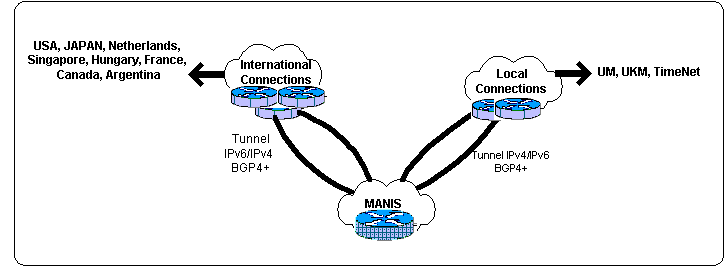 USA, JAPAN, Netherlands,
Singapore, Hungary, France,
Canada, Argentina
International
Connections
Local
Connections
UM, UKM, TimeNet
Tunnel
IPv6/IPv4
BGP4+
Tunnel IPv4/IPv6
BGP4+
MANIS